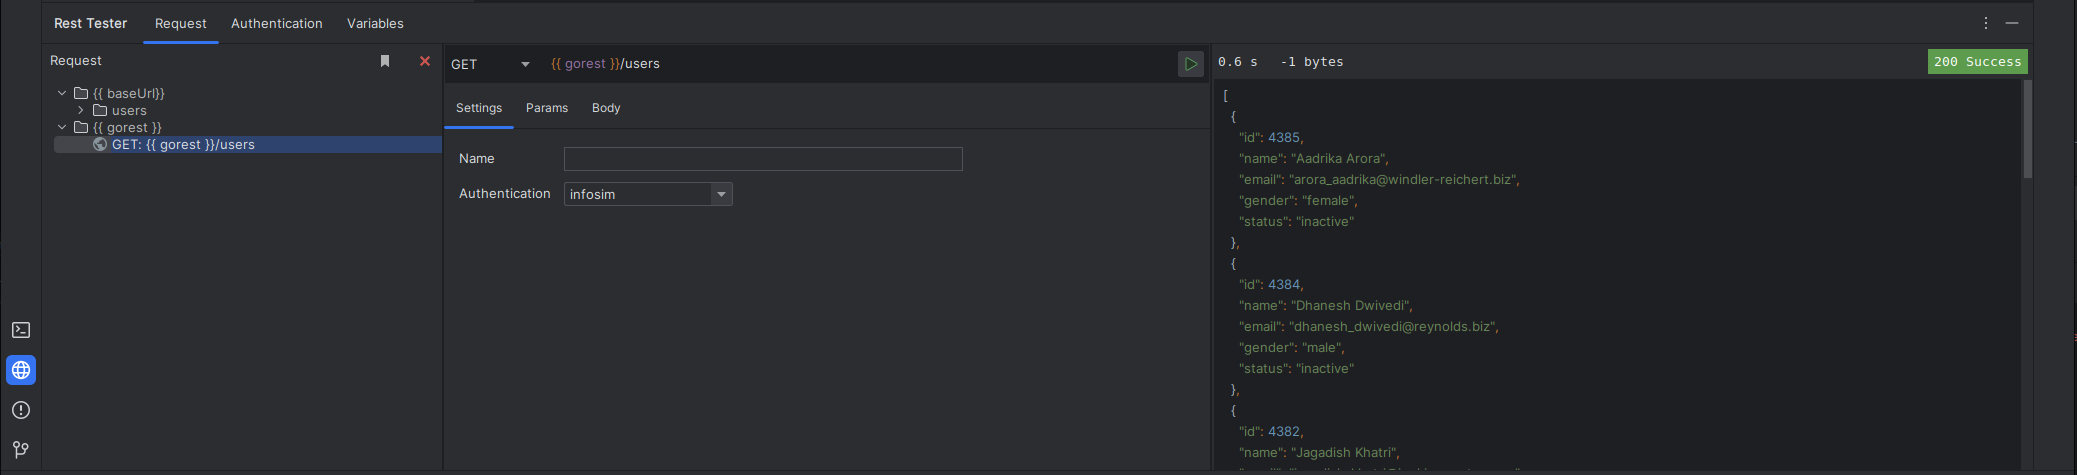 Rest Tester Request Authentication Variables
Request
{{ baseUrl}}
users
{{ gorest }}
GET: {{ gorest }}/users
GET {{ gorest }}/users
Settings Params Body
Name
Authentication infosim
0.6 s -1 bytes 200 Success
[
{
"id": 4385,
"name": "Aadrika Arora",
"email": "arora_aadrika@windler-reichert.biz",
"gender": "female",
"status": "inactive"
},
{
"id": 4384,
"name": "Dhanesh Dwivedi",
"email": "dhanesh_dwivedi@reynolds.biz",
"gender": "male",
"status": "inactive"
},
{
"id": 4382,
"name": "Jagadish Khatri",